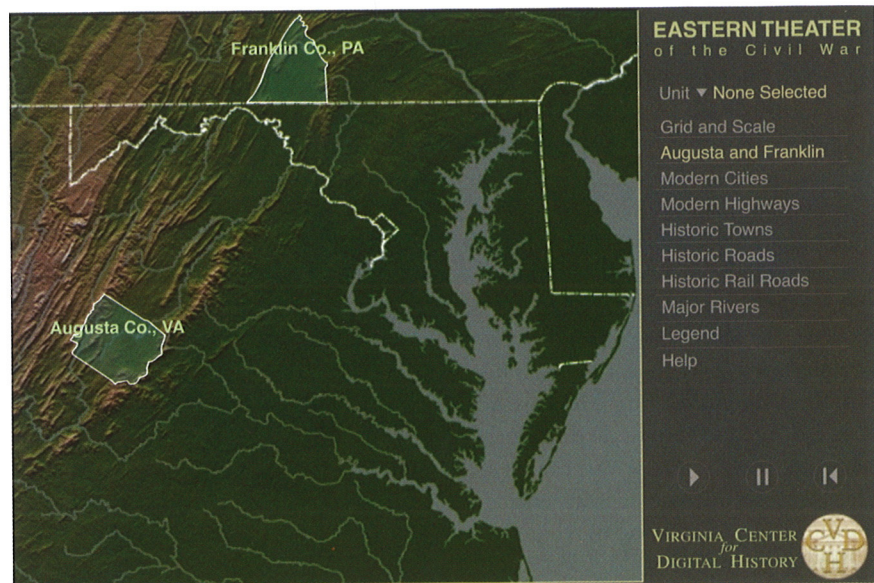 Franklin Co., PA
Augusta Co., VA
EASTERN THEATER
of the Civil War
Unit ▼ None Selected
Grid and Scale
Augusta and Franklin
Modern Cities
Modern Highways
Historic Towns
Historic Roads
Historic Rail Roads
Major Rivers
Legend
Help
VIRGINIA CENTER
for
DIGITAL HISTORY
VCDH